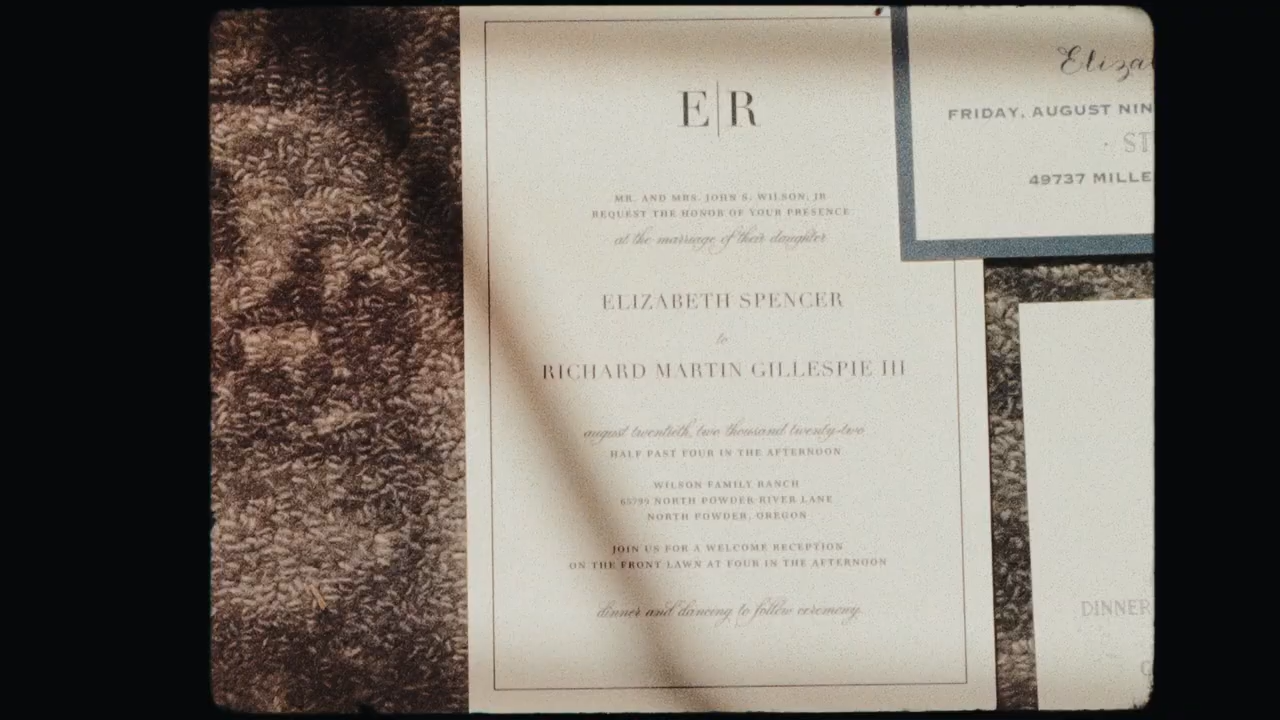 E|R
MR. AND MRS. JOHN S. WILSON, JR
REQUEST THE HONOR OF YOUR PRESENCE
at the marriage of their daughter
ELIZABETH SPENCER
to
RICHARD MARTIN GILLESPIE III
august twentieth, two thousand twenty-two
HALF PAST FOUR IN THE AFTERNOON
WILSON FAMILY RANCH
65799 NORTH POWDER RIVER LANE
NORTH POWDER, OREGON
JOIN US FOR A WELCOME RECEPTION
ON THE FRONT LAWN AT FOUR IN THE AFTERNOON
dinner and dancing to follow ceremony
Eliza
FRIDAY, AUGUST NIN
· ST
49737 MILLE
DINNER